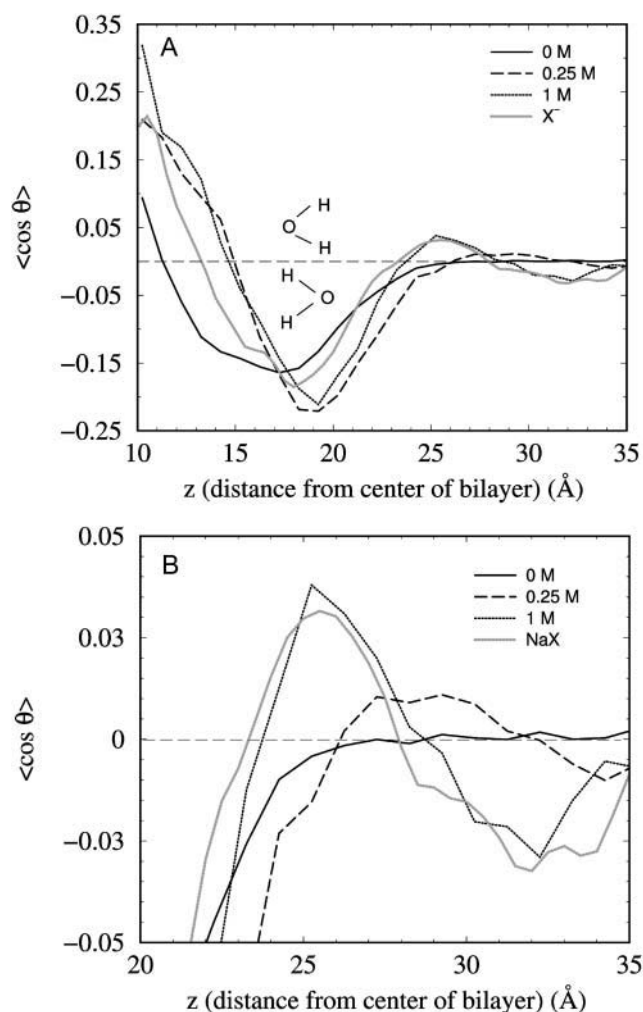 A
0.35
0.25
0.15
0.05
−0.05
−0.15
−0.25
<cos θ>
0 M
0.25 M
1 M
X⁻
H
O
H
H
O
H
10 15 20 25 30 35
z (distance from center of bilayer) (Å)
B
0.05
0.03
0
−0.03
−0.05
<cos θ>
0 M
0.25 M
1 M
NaX
20 25 30 35
z (distance from center of bilayer) (Å)